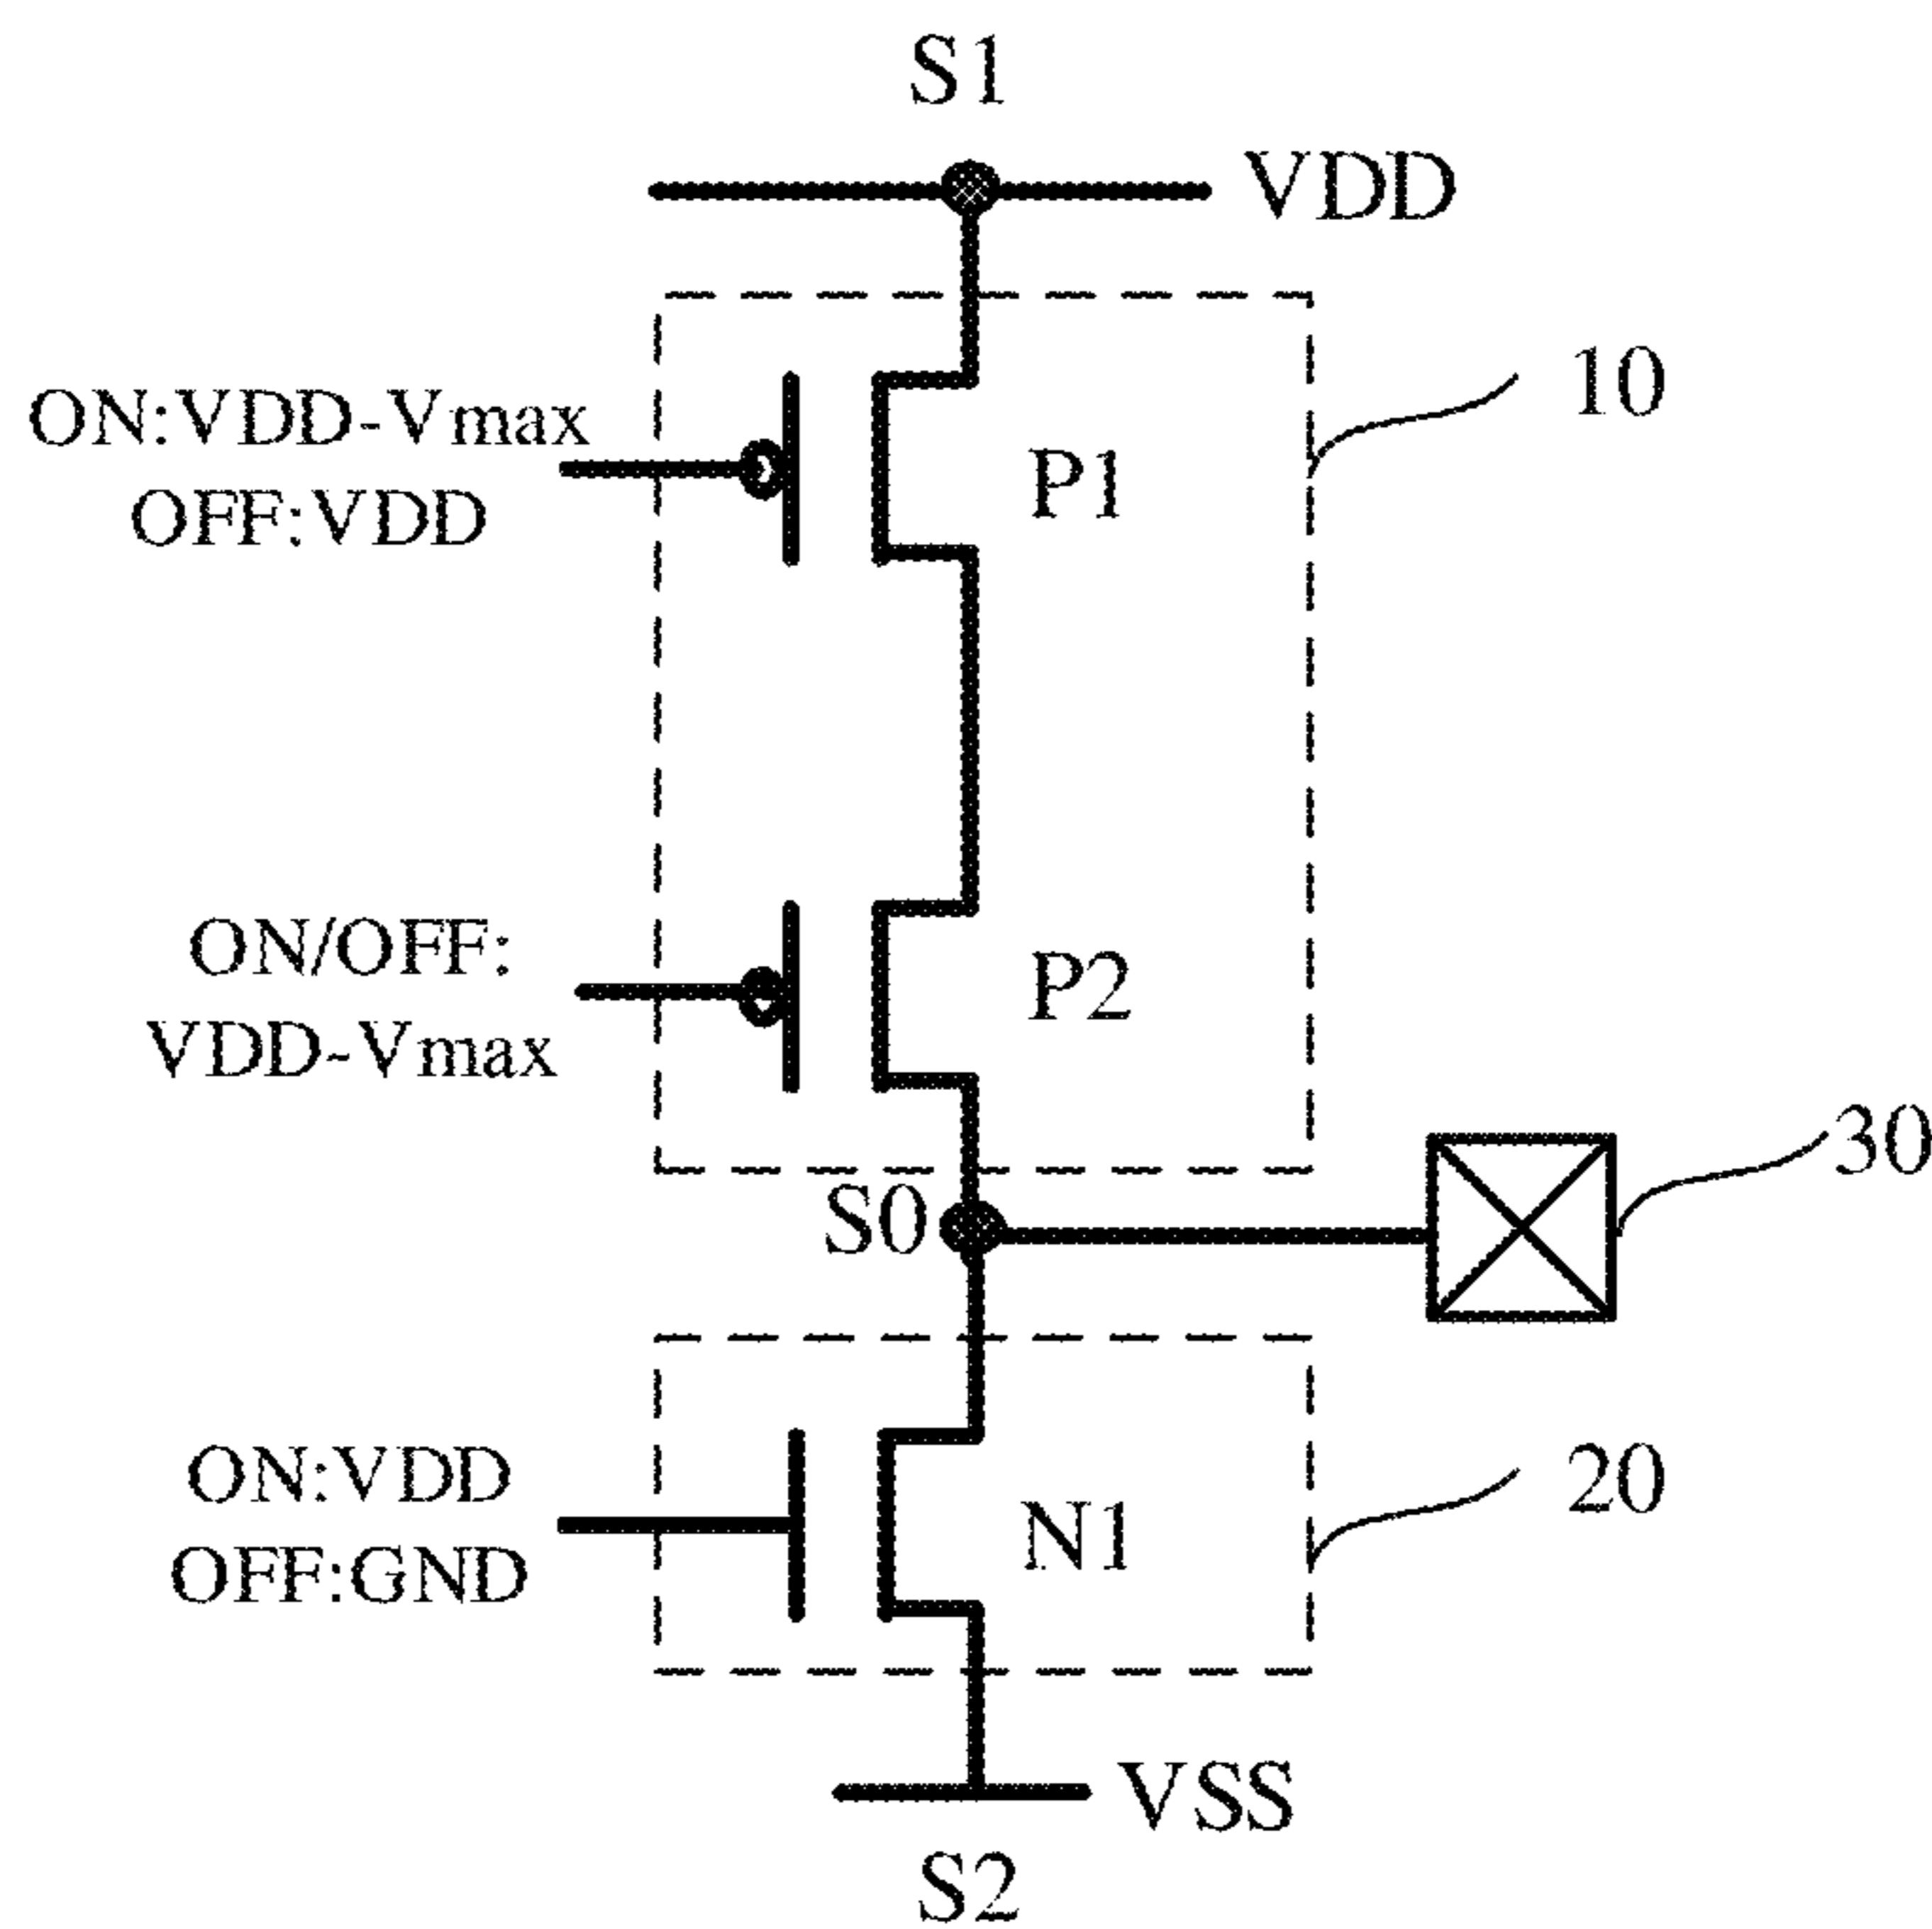 S1
VDD
10
ON:VDD-Vmax
OFF:VDD
P1
ON/OFF:
VDD-Vmax
P2
30
S0
20
ON:VDD
OFF:GND
N1
VSS
S2